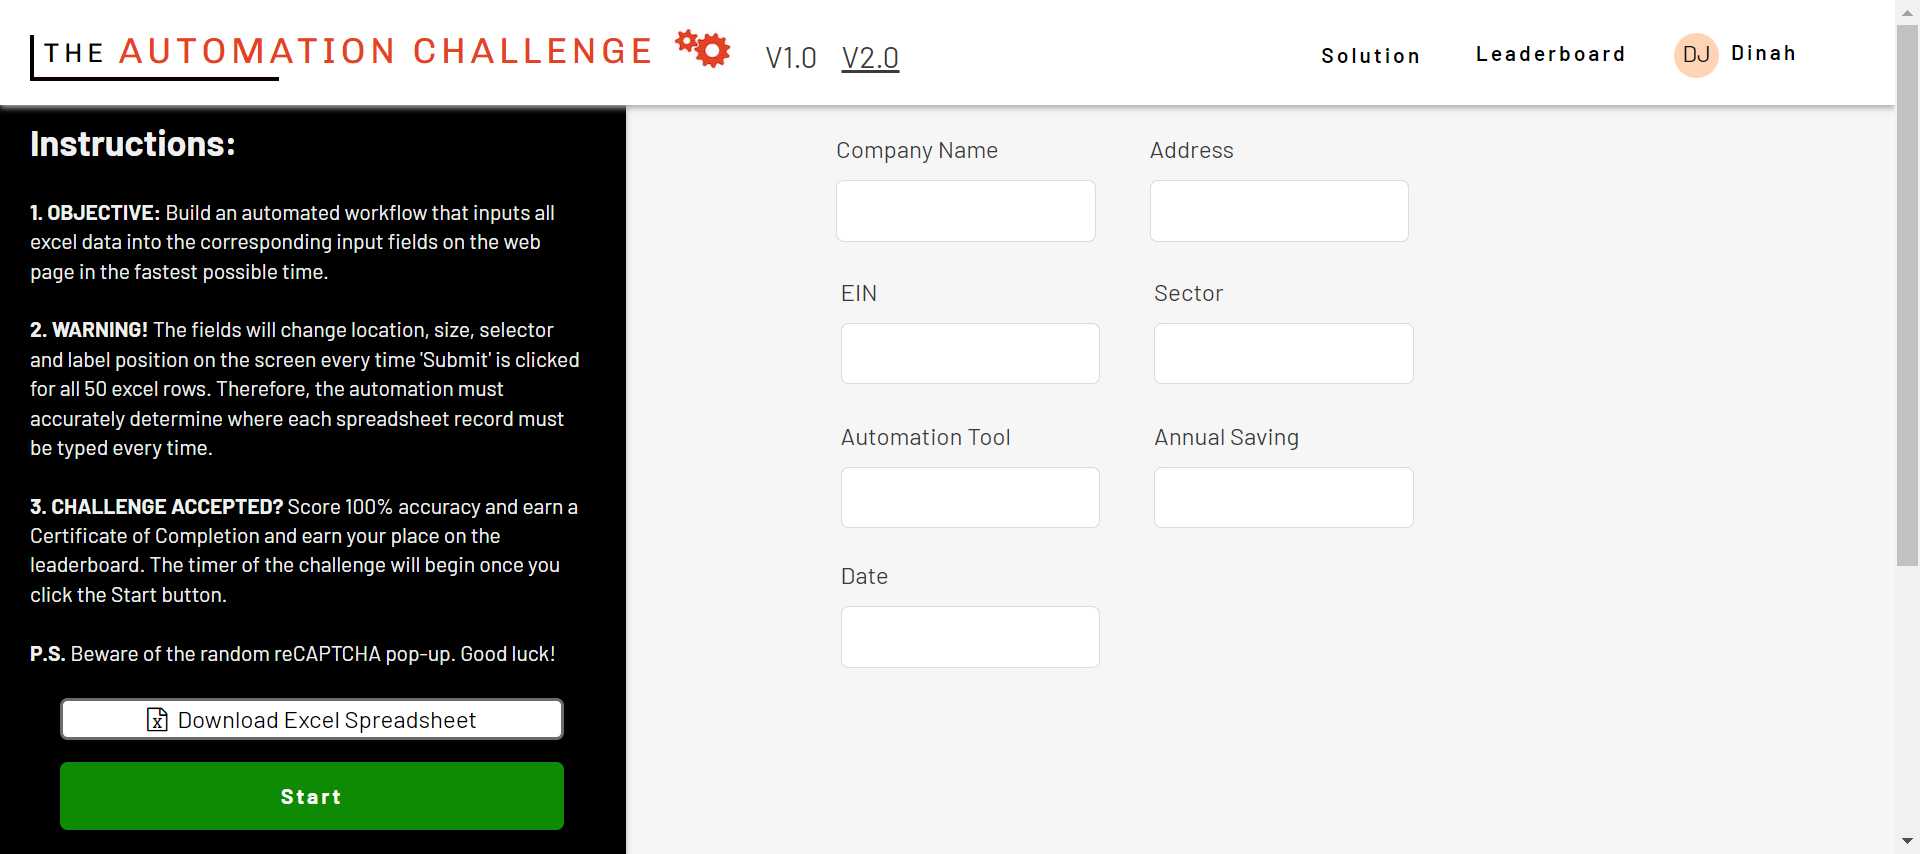 THE AUTOMATION CHALLENGE
V1.0 V2.0
Solution
Leaderboard
DJ Dinah
Instructions:
1. OBJECTIVE: Build an automated workflow that inputs all
excel data into the corresponding input fields on the web
page in the fastest possible time.
2. WARNING! The fields will change location, size, selector
and label position on the screen every time 'Submit' is clicked
for all 50 excel rows. Therefore, the automation must
accurately determine where each spreadsheet record must
be typed every time.
3. CHALLENGE ACCEPTED? Score 100% accuracy and earn a
Certificate of Completion and earn your place on the
leaderboard. The timer of the challenge will begin once you
click the Start button.
P.S. Beware of the random reCAPTCHA pop-up. Good luck!
Download Excel Spreadsheet
Start
Company Name
Address
EIN
Sector
Automation Tool
Annual Saving
Date